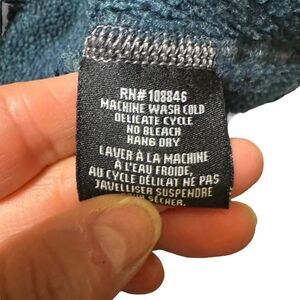 RN#108846
MACHINE WASH COLD
DELICATE CYCLE
NO BLEACH
HANG DRY
LAVER À LA MACHINE
À L'EAU FROIDE,
AU CYCLE DÉLICAT NE PAS
JAVELLISER SUSPENDRE
SÉCHER.